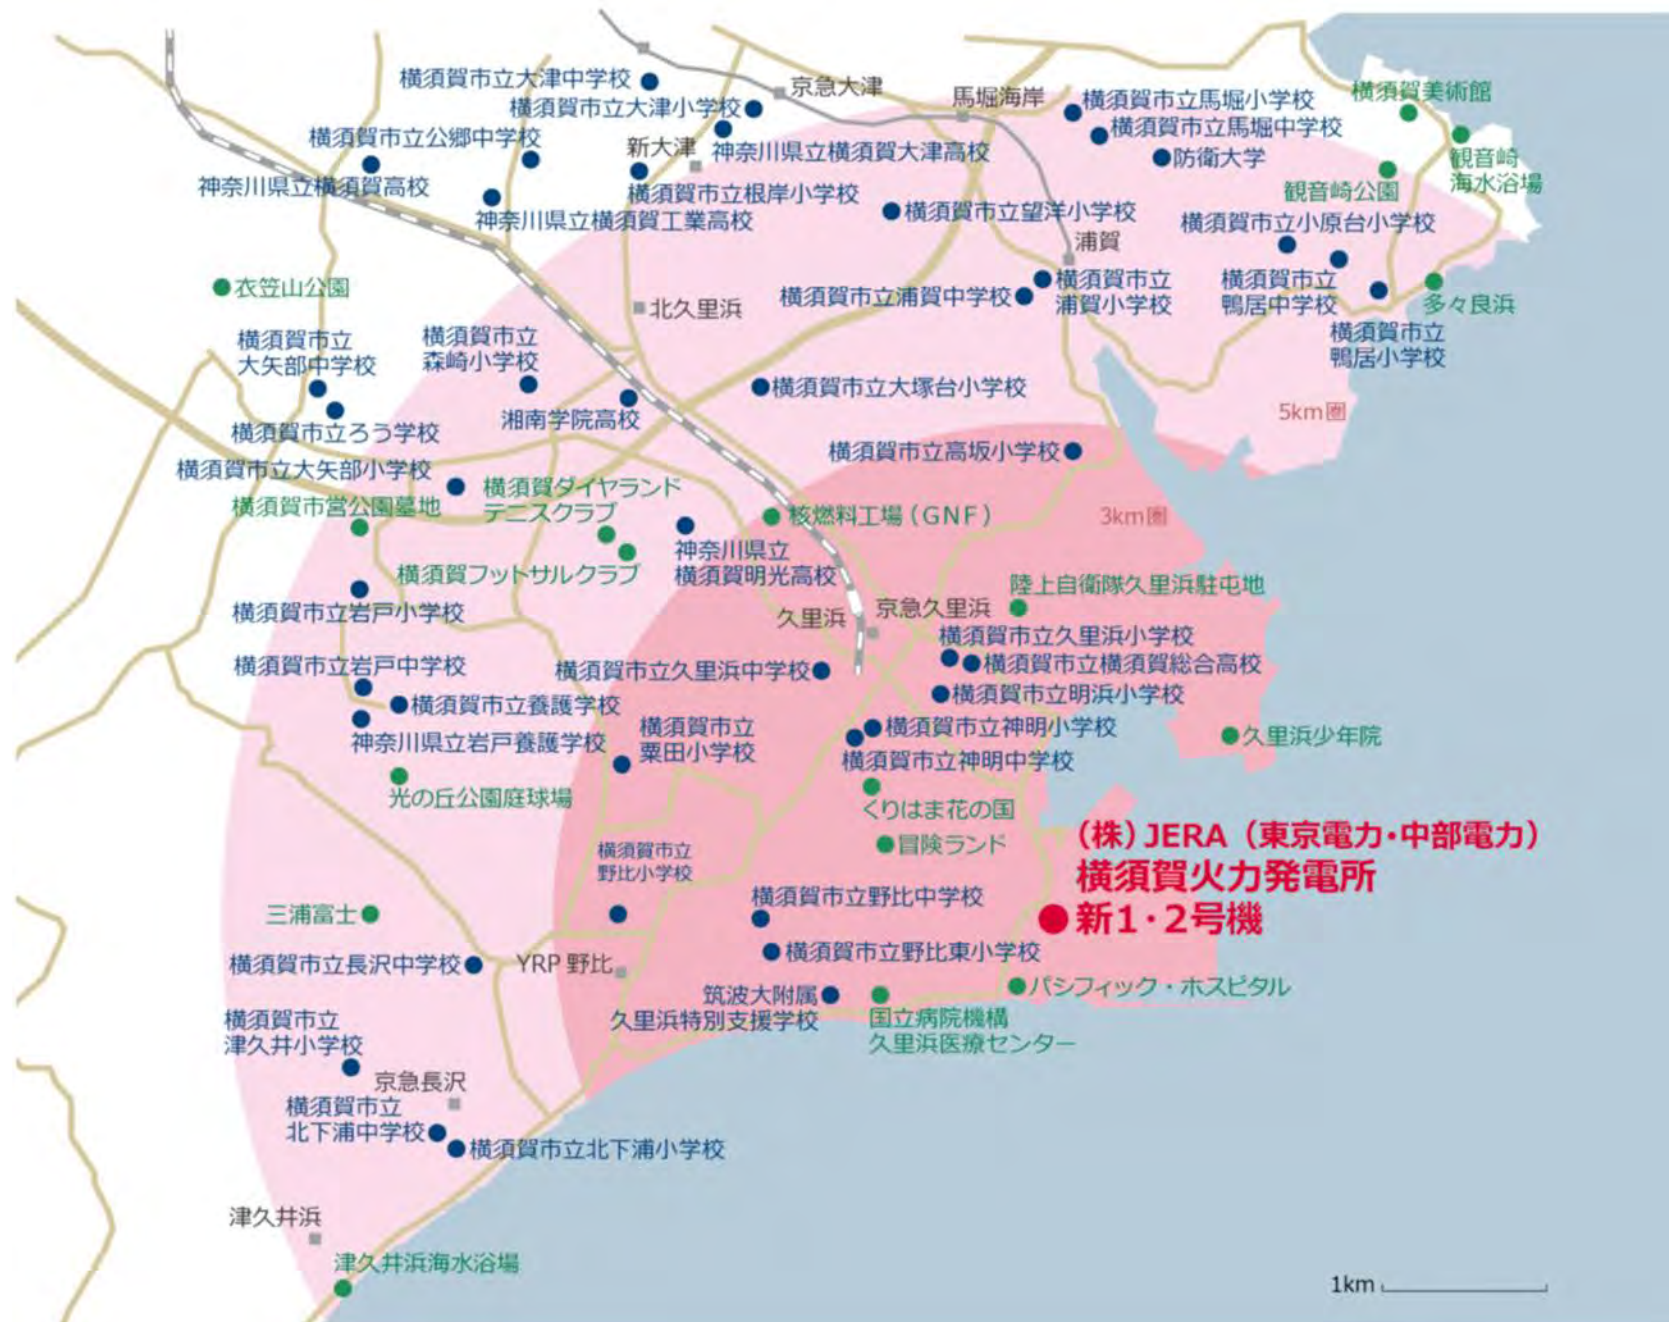 横須賀市立大津中学校
京急大津
横須賀市立大津小学校
馬堀海岸
横須賀市立馬堀小学校
横須賀美術館
横須賀市立公郷中学校
新大津
神奈川県立横須賀大津高校
横須賀市立馬堀中学校
防衛大学
観音崎
海水浴場
神奈川県立横須賀高校
横須賀市立根岸小学校
観音崎公園
神奈川県立横須賀工業高校
横須賀市立望洋小学校
横須賀市立小原台小学校
浦賀
衣笠山公園
北久里浜
横須賀市立浦賀中学校
横須賀市立
浦賀小学校
横須賀市立
鴨居中学校
多々良浜
横須賀市立
大矢部中学校
横須賀市立
森崎小学校
横須賀市立
鴨居小学校
横須賀市立大塚台小学校
5km圏
湘南学院高校
横須賀市立ろう学校
横須賀市立高坂小学校
横須賀市立大矢部小学校
横須賀市営公園墓地
横須賀ダイヤランド
テニスクラブ
核燃料工場（GNF）
3km圏
神奈川県立
横須賀明光高校
横須賀フットサルクラブ
陸上自衛隊久里浜駐屯地
横須賀市立岩戸小学校
久里浜
京急久里浜
横須賀市立久里浜小学校
横須賀市立岩戸中学校
横須賀市立久里浜中学校
横須賀市立横須賀総合高校
横須賀市立明浜小学校
横須賀市立養護学校
神奈川県立岩戸養護学校
横須賀市立
粟田小学校
横須賀市立神明小学校
久里浜少年院
横須賀市立神明中学校
光の丘公園庭球場
くりはま花の国
冒険ランド
（株）JERA（東京電力・中部電力）
横須賀火力発電所
新1・2号機
横須賀市立
野比小学校
横須賀市立野比中学校
三浦富士
横須賀市立長沢中学校
YRP 野比
横須賀市立野比東小学校
パシフィック・ホスピタル
筑波大附属
久里浜特別支援学校
国立病院機構
久里浜医療センター
横須賀市立
津久井小学校
京急長沢
横須賀市立
北下浦中学校
横須賀市立北下浦小学校
津久井浜
津久井浜海水浴場
1km